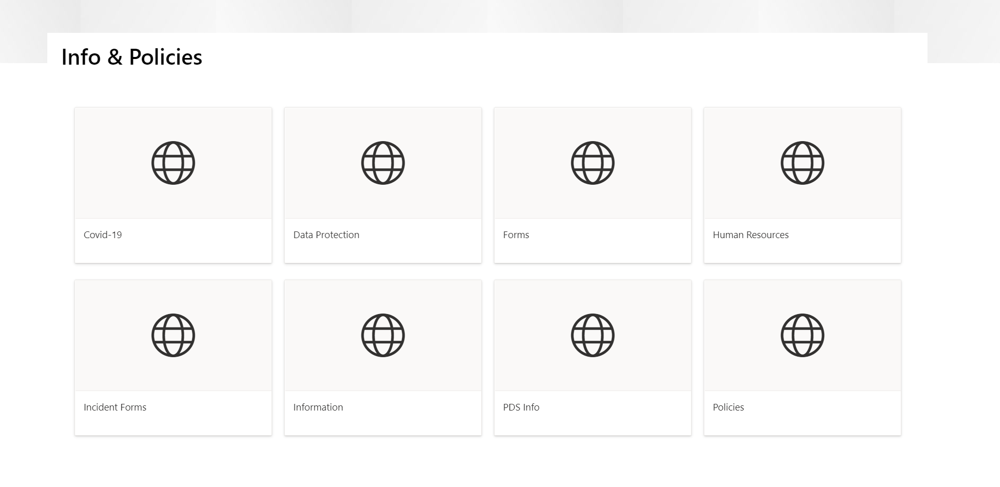 Info & Policies
Covid-19
Data Protection
Forms
Human Resources
Incident Forms
Information
PDS Info
Policies